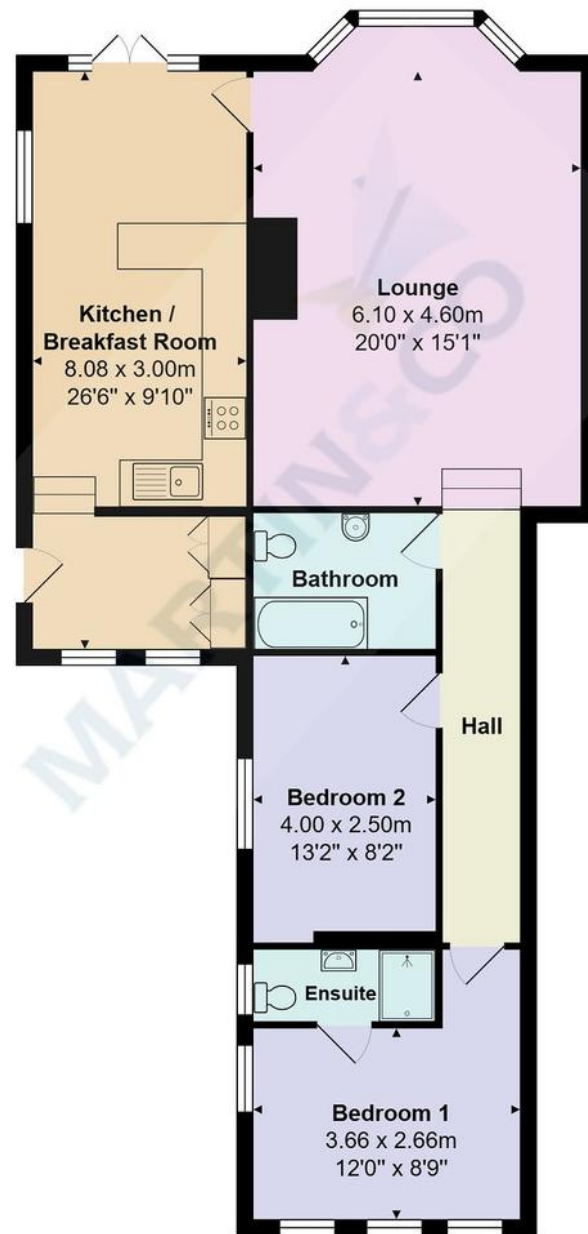 Kitchen /
Breakfast Room
8.08 x 3.00m
26'6" x 9'10"
Lounge
6.10 x 4.60m
20'0" x 15'1"
Bathroom
Hall
Bedroom 2
4.00 x 2.50m
13'2" x 8'2"
Ensuite
Bedroom 1
3.66 x 2.66m
12'0" x 8'9"
MARTIN&CO